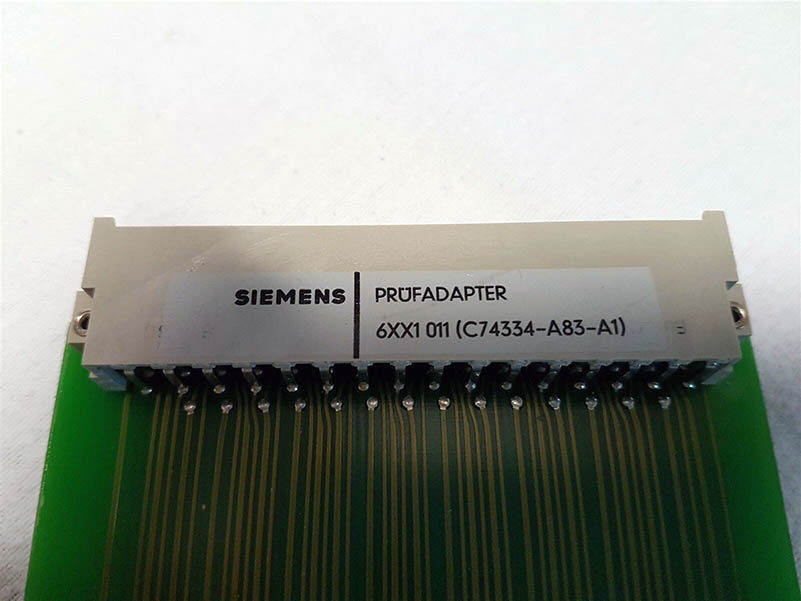 SIEMENS
PRÜFADAPTER
6XX1 011 (C74334-A83-A1)